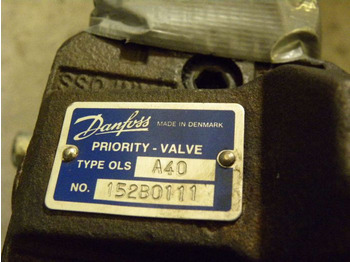 Danfoss MADE IN DENMARK
PRIORITY - VALVE
TYPE OLS A40
NO. 152B0111